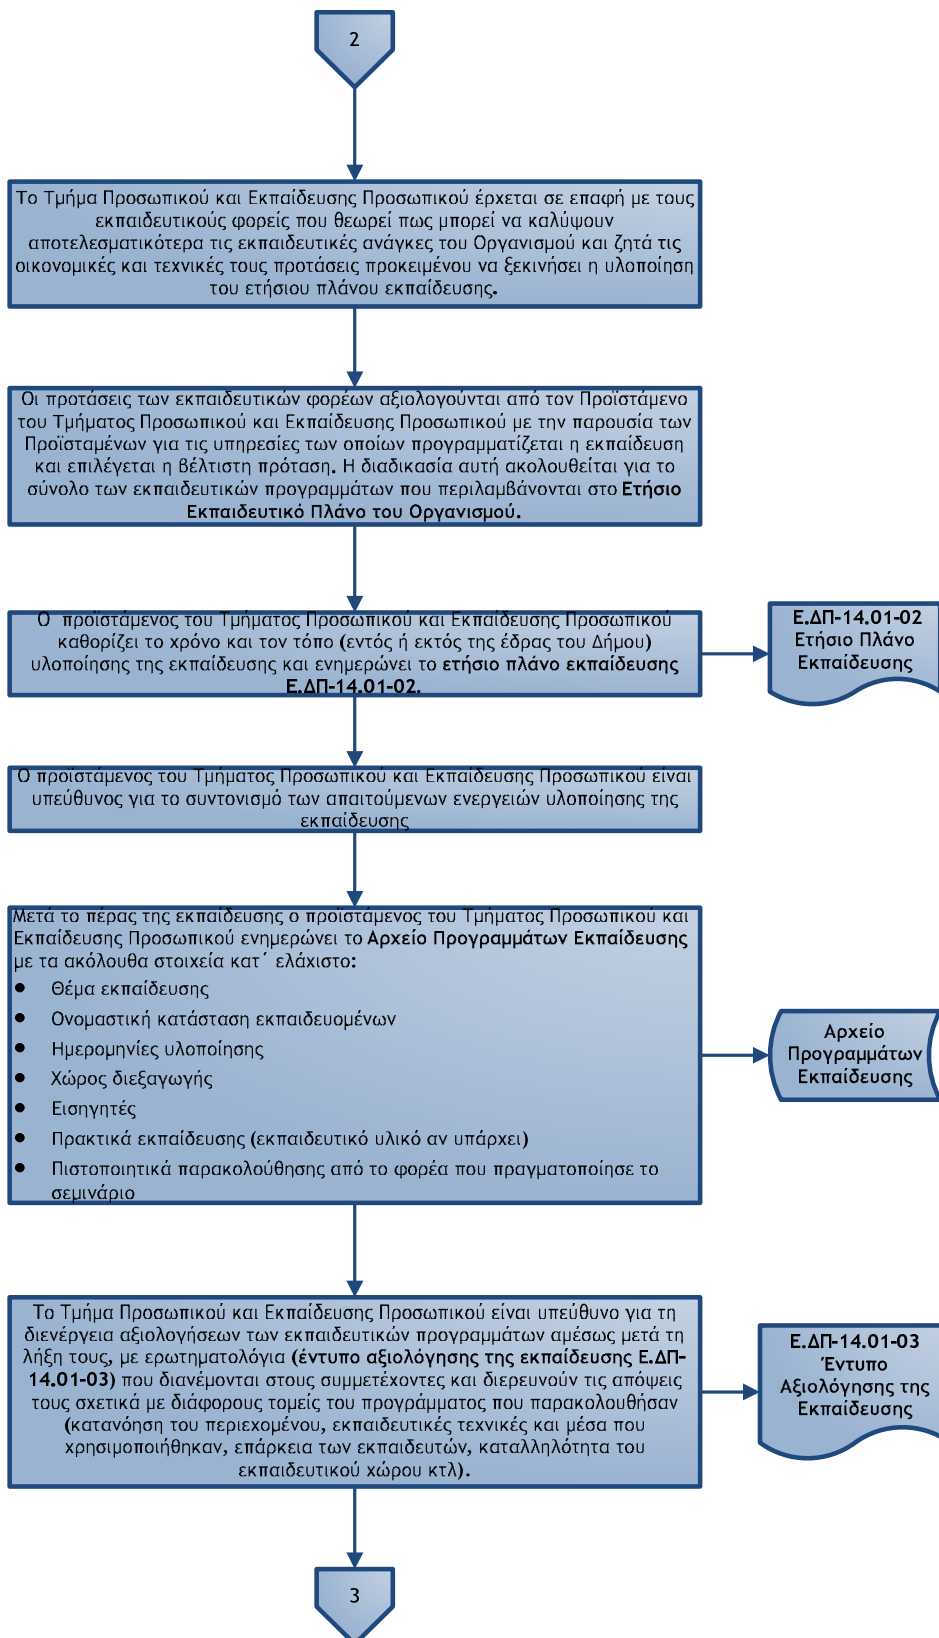 2
Το Τμήμα Προσωπικού και Εκπαίδευσης Προσωπικού έρχεται σε επαφή με τους
εκπαιδευτικούς φορείς που θεωρεί πως μπορεί να καλύψουν
αποτελεσματικότερα τις εκπαιδευτικές ανάγκες του Οργανισμού και ζητά τις
οικονομικές και τεχνικές τους προτάσεις προκειμένου να ξεκινήσει η υλοποίηση
του ετήσιου πλάνου εκπαίδευσης.
Οι προτάσεις των εκπαιδευτικών φορέων αξιολογούνται από τον Προϊστάμενο
του Τμήματος Προσωπικού και Εκπαίδευσης Προσωπικού με την παρουσία των
Προϊσταμένων για τις υπηρεσίες των οποίων προγραμματίζεται η εκπαίδευση
και επιλέγεται η βέλτιστη πρόταση. Η διαδικασία αυτή ακολουθείται για το
σύνολο των εκπαιδευτικών προγραμμάτων που περιλαμβάνονται στο Ετήσιο
Εκπαιδευτικό Πλάνο του Οργανισμού.
Ο προϊστάμενος του Τμήματος Προσωπικού και Εκπαίδευσης Προσωπικού
καθορίζει το χρόνο και τον τόπο (εντός ή εκτός της έδρας του Δήμου)
υλοποίησης της εκπαίδευσης και ενημερώνει το ετήσιο πλάνο εκπαίδευσης
Ε.ΔΠ-14.01-02.
Ε.ΔΠ-14.01-02
Ετήσιο Πλάνο
Εκπαίδευσης
Ο προϊστάμενος του Τμήματος Προσωπικού και Εκπαίδευσης Προσωπικού είναι
υπεύθυνος για το συντονισμό των απαιτούμενων ενεργειών υλοποίησης της
εκπαίδευσης
Μετά το πέρας της εκπαίδευσης ο προϊστάμενος του Τμήματος Προσωπικού και
Εκπαίδευσης Προσωπικού ενημερώνει το Αρχείο Προγραμμάτων Εκπαίδευσης
με τα ακόλουθα στοιχεία κατ΄ ελάχιστο:
● Θέμα εκπαίδευσης
● Ονομαστική κατάσταση εκπαιδευομένων
● Ημερομηνίες υλοποίησης
● Χώρος διεξαγωγής
● Εισηγητές
● Πρακτικά εκπαίδευσης (εκπαιδευτικό υλικό αν υπάρχει)
● Πιστοποιητικά παρακολούθησης από το φορέα που πραγματοποίησε το
σεμινάριο
Αρχείο
Προγραμμάτων
Εκπαίδευσης
Το Τμήμα Προσωπικού και Εκπαίδευσης Προσωπικού είναι υπεύθυνο για τη
διενέργεια αξιολογήσεων των εκπαιδευτικών προγραμμάτων αμέσως μετά τη
λήξη τους, με ερωτηματολόγια (έντυπο αξιολόγησης της εκπαίδευσης Ε.ΔΠ-
14.01-03) που διανέμονται στους συμμετέχοντες και διερευνούν τις απόψεις
τους σχετικά με διάφορους τομείς του προγράμματος που παρακολουθήσαν
(κατανόηση του περιεχομένου, εκπαιδευτικές τεχνικές και μέσα που
χρησιμοποιήθηκαν, επάρκεια των εκπαιδευτών, καταλληλότητα του
εκπαιδευτικού χώρου κτλ).
Ε.ΔΠ-14.01-03
Έντυπο
Αξιολόγησης της
Εκπαίδευσης
3